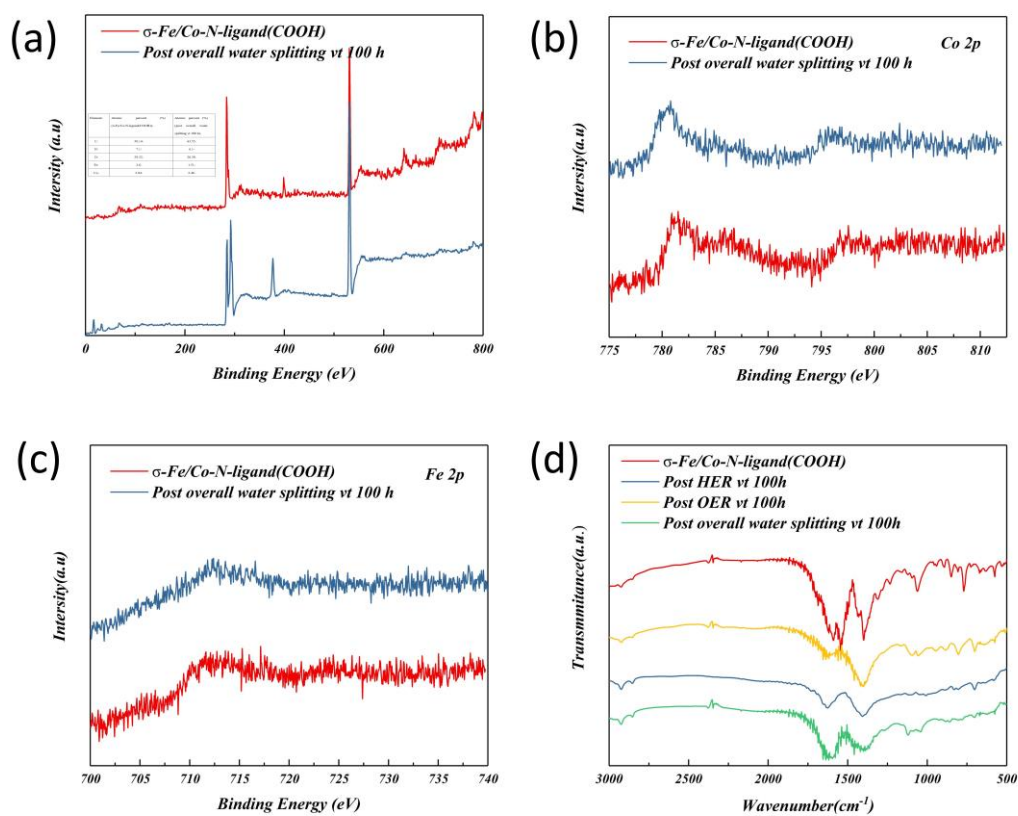 (a)
σ-Fe/Co-N-ligand(COOH)
Post overall water splitting vt 100 h
Intersity (a.u)
0 200 400 600 800
Binding Energy (eV)
(b)
σ-Fe/Co-N-ligand(COOH) Co 2p
Post overall water splitting vt 100 h
Intersity (a.u)
775 780 785 790 795 800 805 810
Binding Energy (eV)
(c)
σ-Fe/Co-N-ligand(COOH) Fe 2p
Post overall water splitting vt 100 h
Intersity(a.u)
700 705 710 715 720 725 730 735 740
Binding Energy (eV)
(d)
σ-Fe/Co-N-ligand(COOH)
Post HER vt 100h
Post OER vt 100h
Post overall water splitting vt 100h
Transmmitance(a.u.)
3000 2500 2000 1500 1000 500
Wavenumber(cm⁻¹)